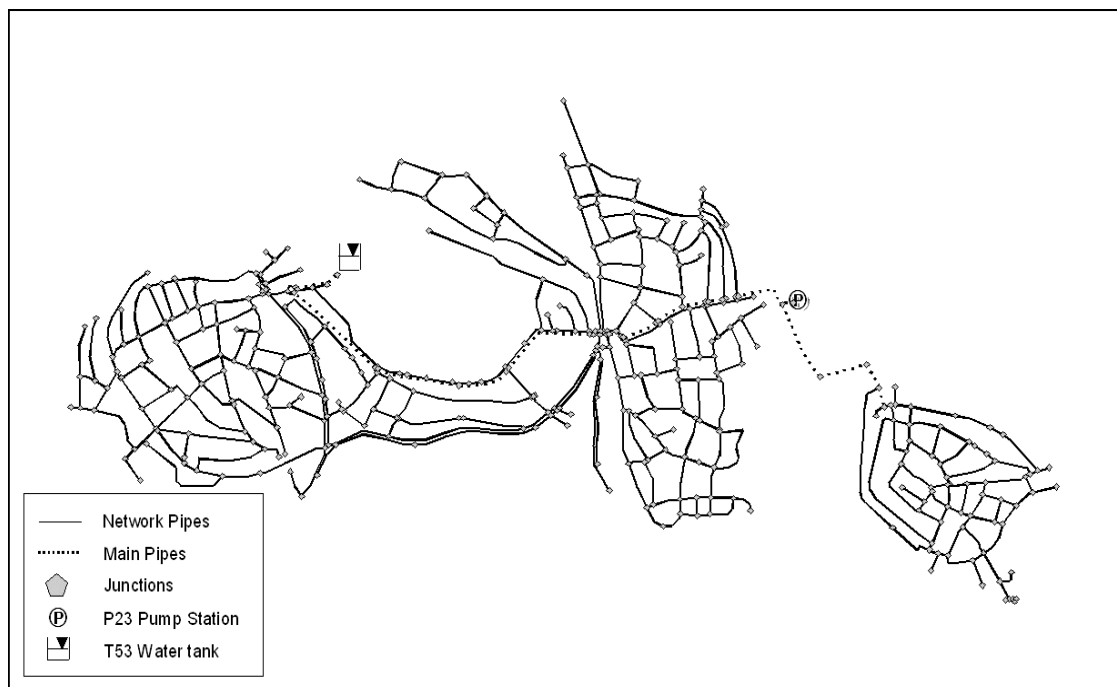 P
Network Pipes
Main Pipes
Junctions
P P23 Pump Station
T53 Water tank